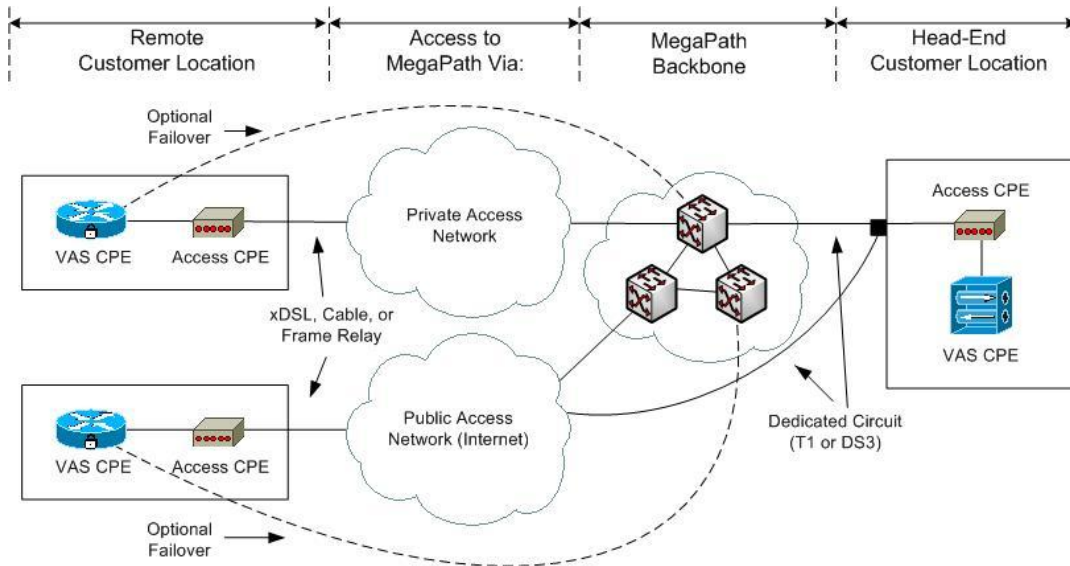 Remote
Customer Location
Access to
MegaPath Via:
MegaPath
Backbone
Head-End
Customer Location
Optional
Failover
VAS CPE
Access CPE
Private Access
Network
Access CPE
VAS CPE
xDSL, Cable, or
Frame Relay
VAS CPE
Access CPE
Public Access
Network (Internet)
Dedicated Circuit
(T1 or DS3)
Optional
Failover